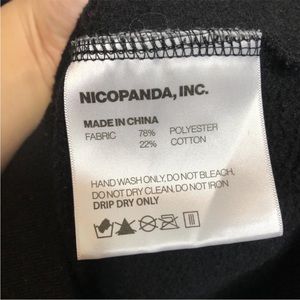 NICOPANDA, INC.
MADE IN CHINA
FABRIC 78% POLYESTER
22% COTTON
HAND WASH ONLY, DO NOT BLEACH,
DO NOT DRY CLEAN, DO NOT IRON
DRIP DRY ONLY